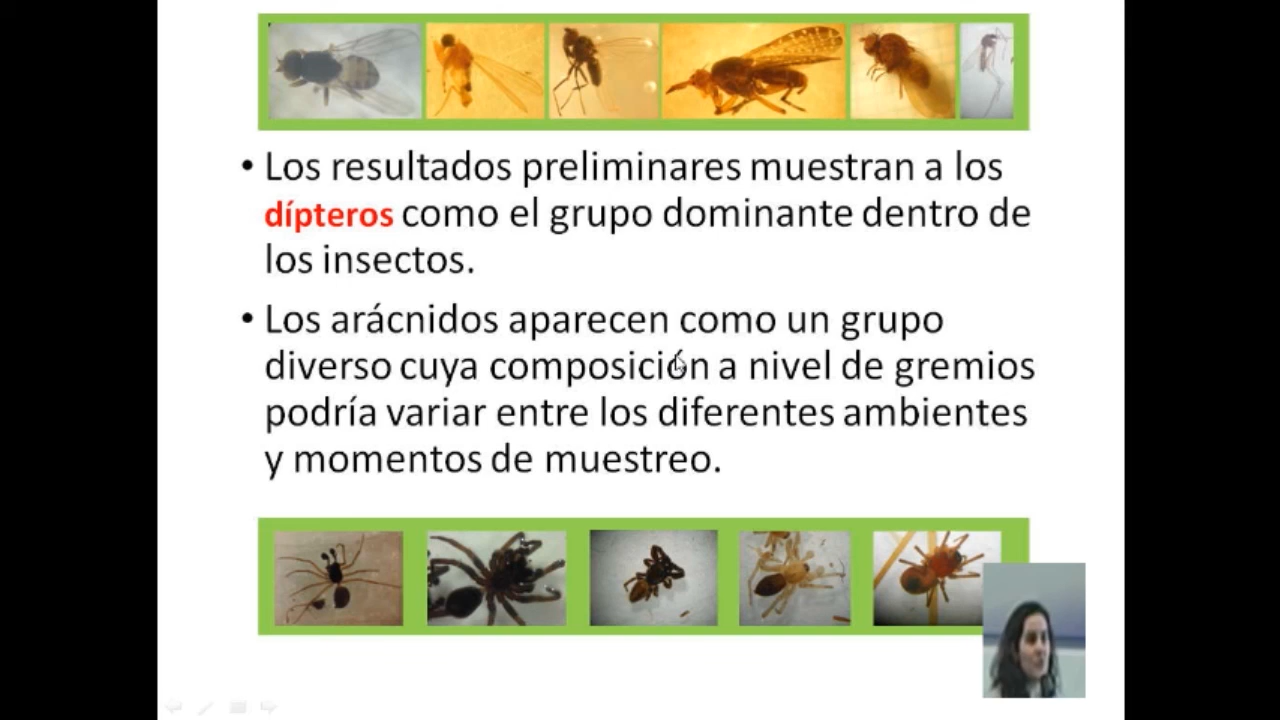 • Los resultados preliminares muestran a los
dípteros como el grupo dominante dentro de
los insectos.
• Los arácnidos aparecen como un grupo
diverso cuya composición a nivel de gremios
podría variar entre los diferentes ambientes
y momentos de muestreo.